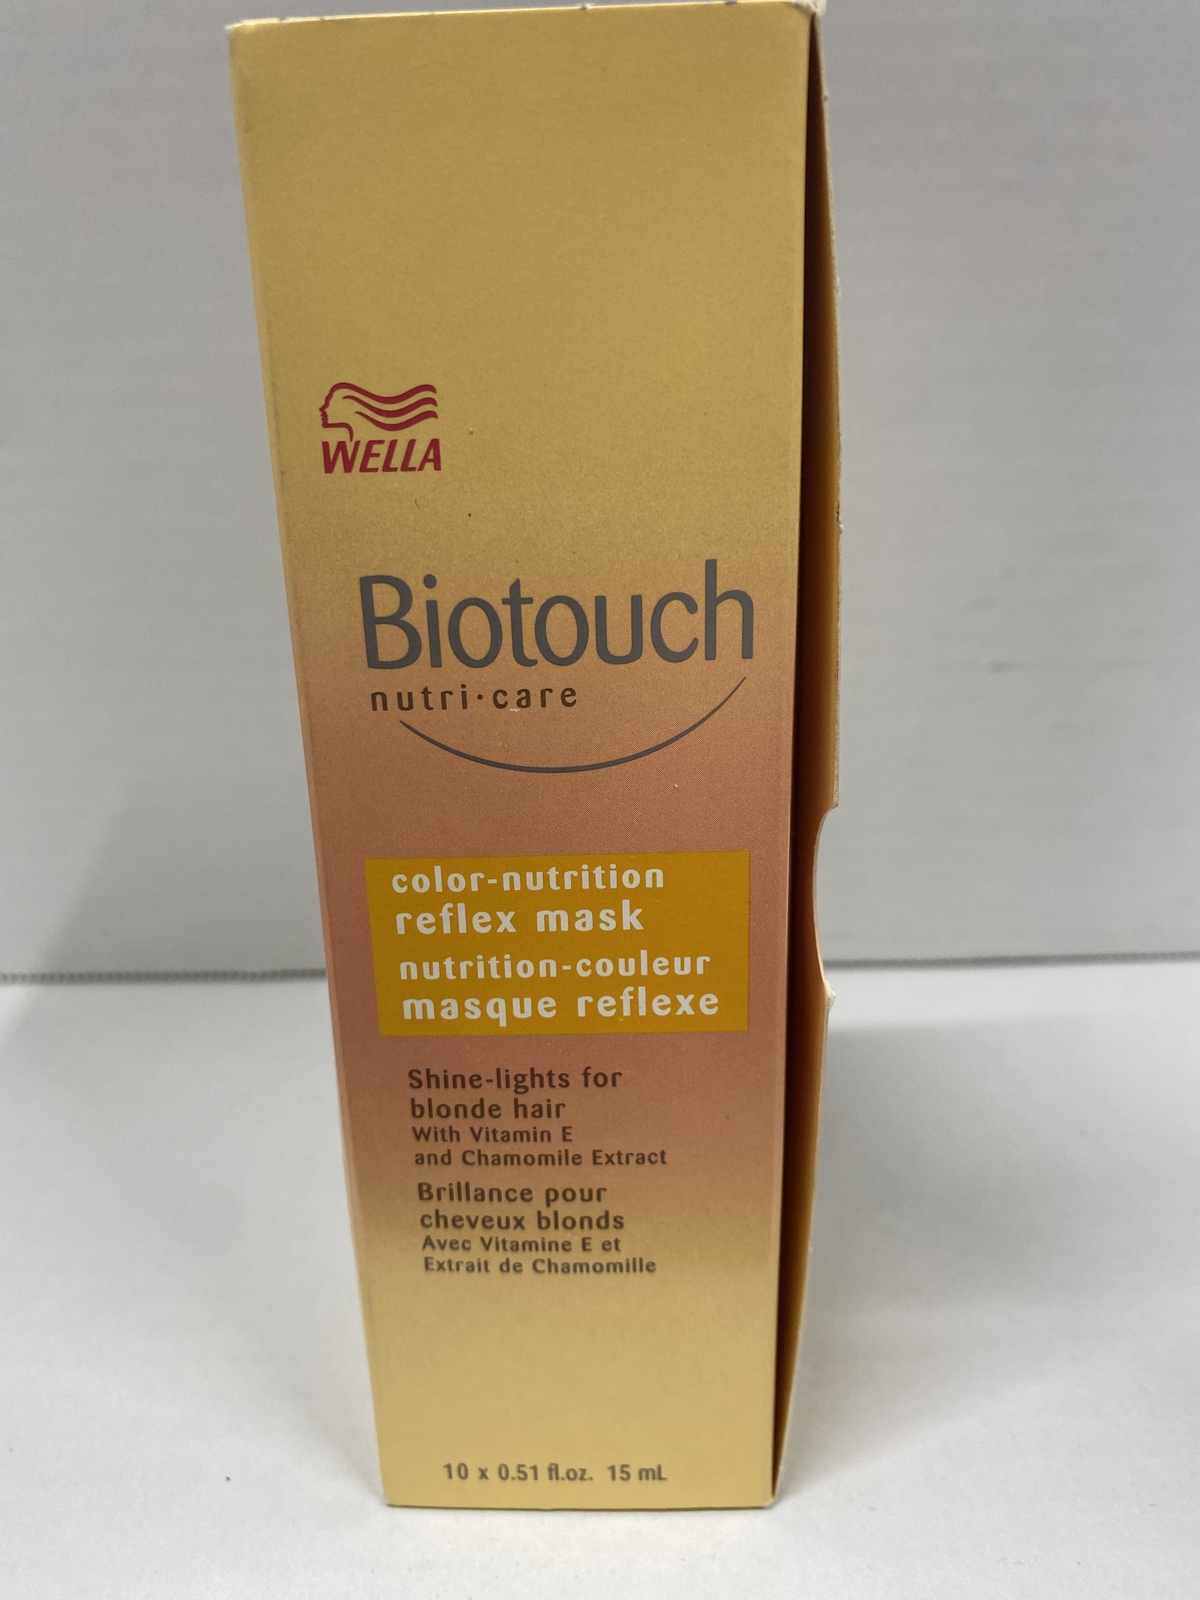 WELLA
Biotouch
nutri·care
color-nutrition
reflex mask
nutrition-couleur
masque reflexe
Shine-lights for
blonde hair
With Vitamin E
and Chamomile Extract
Brillance pour
cheveux blonds
Avec Vitamine E et
Extrait de Chamomille
10 x 0.51 fl.oz. 15 mL